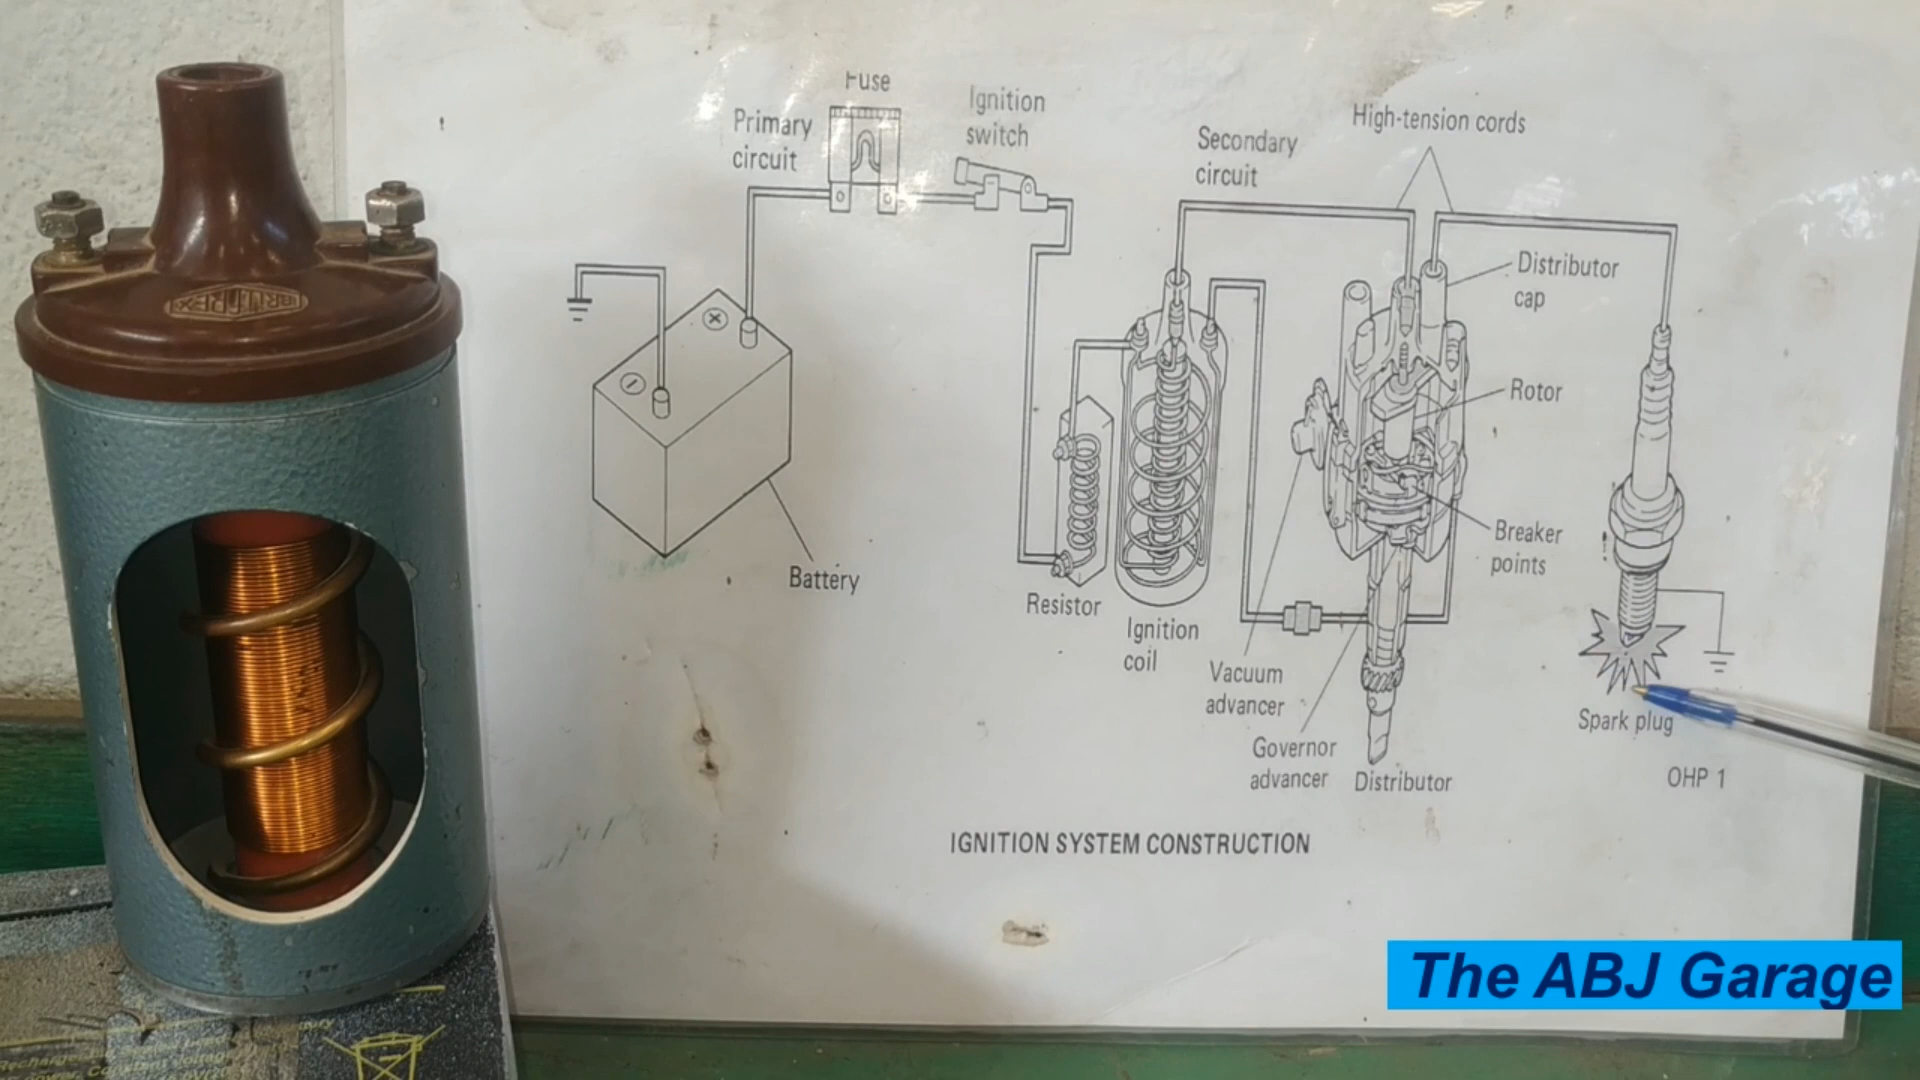 Fuse
Ignition
switch
Primary
circuit
High-tension cords
Secondary
circuit
Distributor
cap
Rotor
Breaker
points
Battery
Resistor
Ignition
coil
Vacuum
advancer
Governor
advancer
Distributor
Spark plug
OHP 1
IGNITION SYSTEM CONSTRUCTION
The ABJ Garage